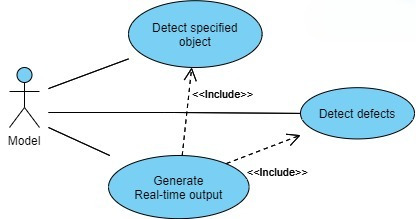 Detect specified
object
<<Include>>
Detect defects
Model
<<Include>>
Generate
Real-time output